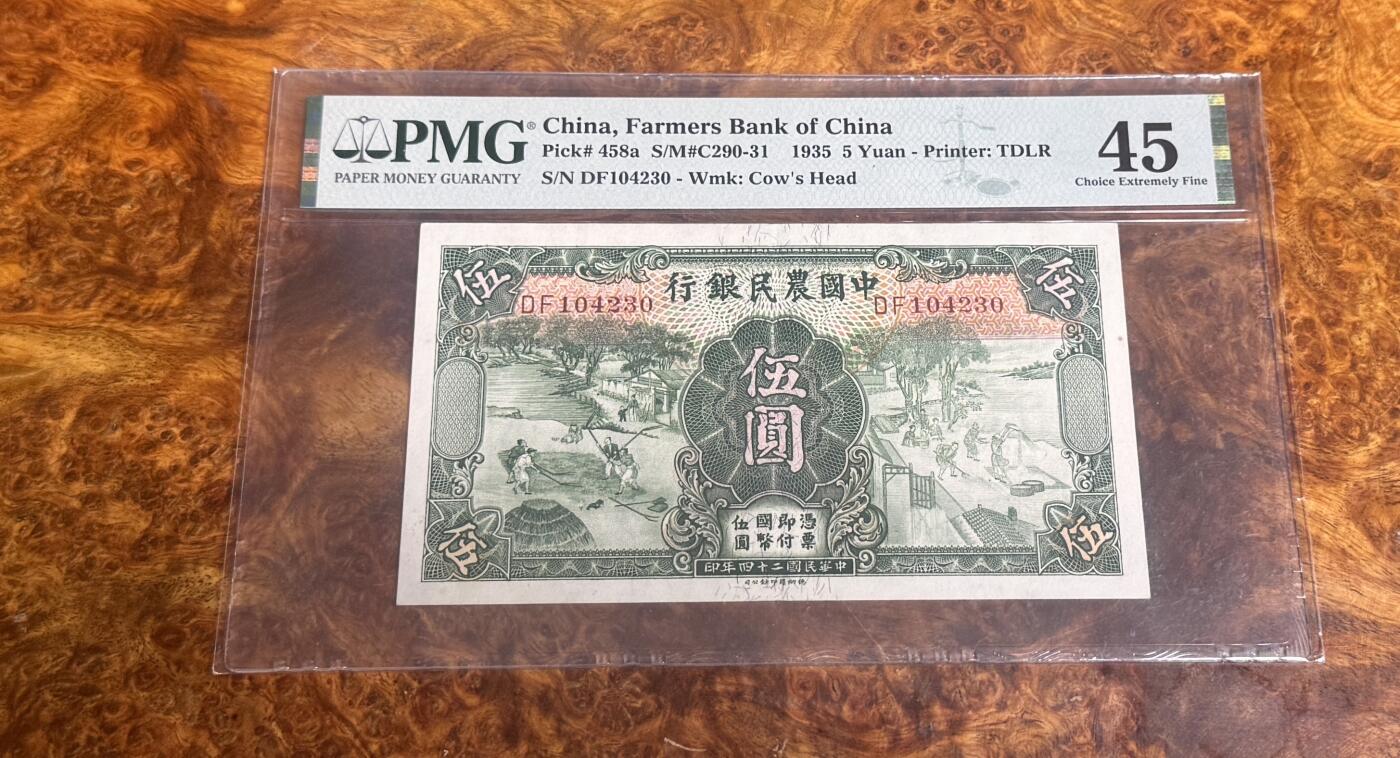 PMG®
PAPER MONEY GUARANTY
China, Farmers Bank of China
Pick# 458a S/M#C290-31 1935 5 Yuan - Printer: TDLR
S/N DF104230 - Wmk: Cow's Head
45
Choice Extremely Fine
伍
伍
行銀民農國中
DF104230
DF104230
伍圓
憑票即付國幣伍圓
伍
伍
印年四十二國民華中